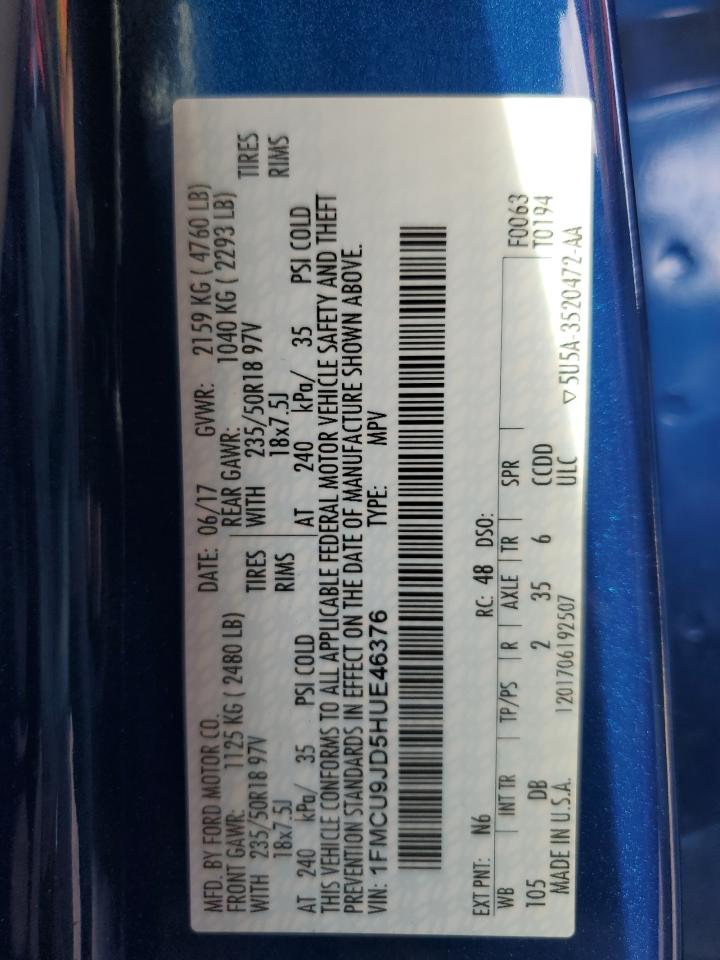 MFD. BY FORD MOTOR CO. DATE: 06/17 GVWR: 2159 KG ( 4760 LB)
FRONT GAWR: 1125 KG ( 2480 LB) REAR GAWR: 1040 KG ( 2293 LB)
WITH 235/50R18 97V TIRES WITH 235/50R18 97V TIRES
18x7.5J RIMS 18x7.5J RIMS
AT 240 kPa/ 35 PSI COLD AT 240 kPa/ 35 PSI COLD
THIS VEHICLE CONFORMS TO ALL APPLICABLE FEDERAL MOTOR VEHICLE SAFETY AND THEFT
PREVENTION STANDARDS IN EFFECT ON THE DATE OF MANUFACTURE SHOWN ABOVE.
VIN: 1FMCU9JD5HUE46376 TYPE: MPV
EXT PNT: N6 RC: 48 DSO:
WB INT TR TP/PS R AXLE TR SPR F0063
105 DB 2 35 6 CCDD T0194
MADE IN U.S.A. 1201706192507 ULC ▽5U5A-3520472-AA